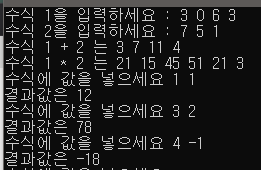 수식 1을 입력하세요 : 3 0 6 3
수식 2을 입력하세요 : 7 5 1
수식 1 + 2 는 3 7 11 4
수식 1 * 2 는 21 15 45 51 21 3
수식에 값을 넣으세요 1 1
결과값은 12
수식에 값을 넣으세요 3 2
결과값은 78
수식에 값을 넣으세요 4 -1
결과값은 -18